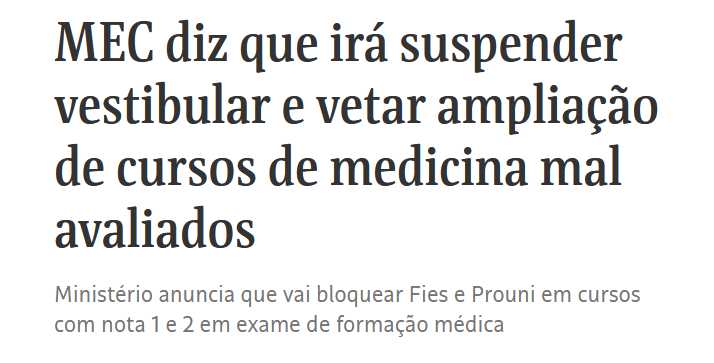 MEC diz que irá suspender
vestibular e vetar ampliação
de cursos de medicina mal
avaliados
Ministério anuncia que vai bloquear Fies e Prouni em cursos
com nota 1 e 2 em exame de formação médica